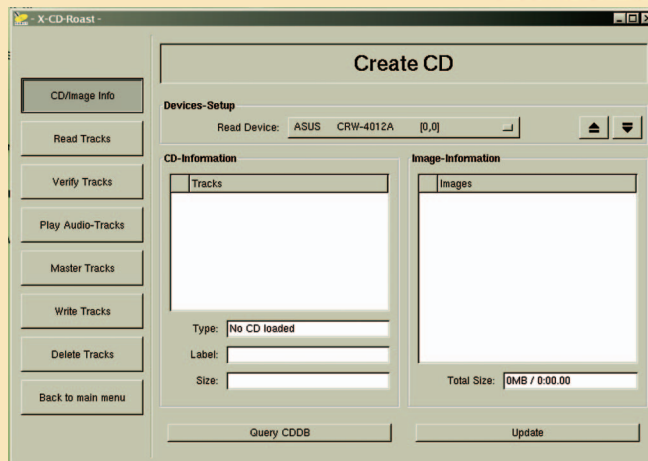 - X-CD-Roast -
Create CD
CD/Image Info
Read Tracks
Verify Tracks
Play Audio-Tracks
Master Tracks
Write Tracks
Delete Tracks
Back to main menu
Devices-Setup
Read Device: ASUS CRW-4012A [0,0]
CD-Information
Tracks
Type: No CD loaded
Label:
Size:
Query CDDB
Image-Information
Images
Total Size: 0MB / 0:00.00
Update